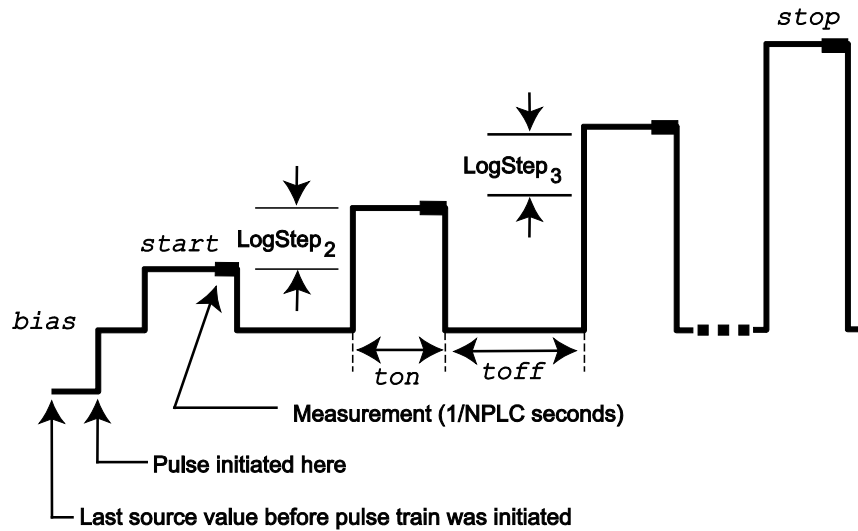 stop
LogStep3
start
LogStep2
bias
ton
toff
Measurement (1/NPLC seconds)
Pulse initiated here
Last source value before pulse train was initiated